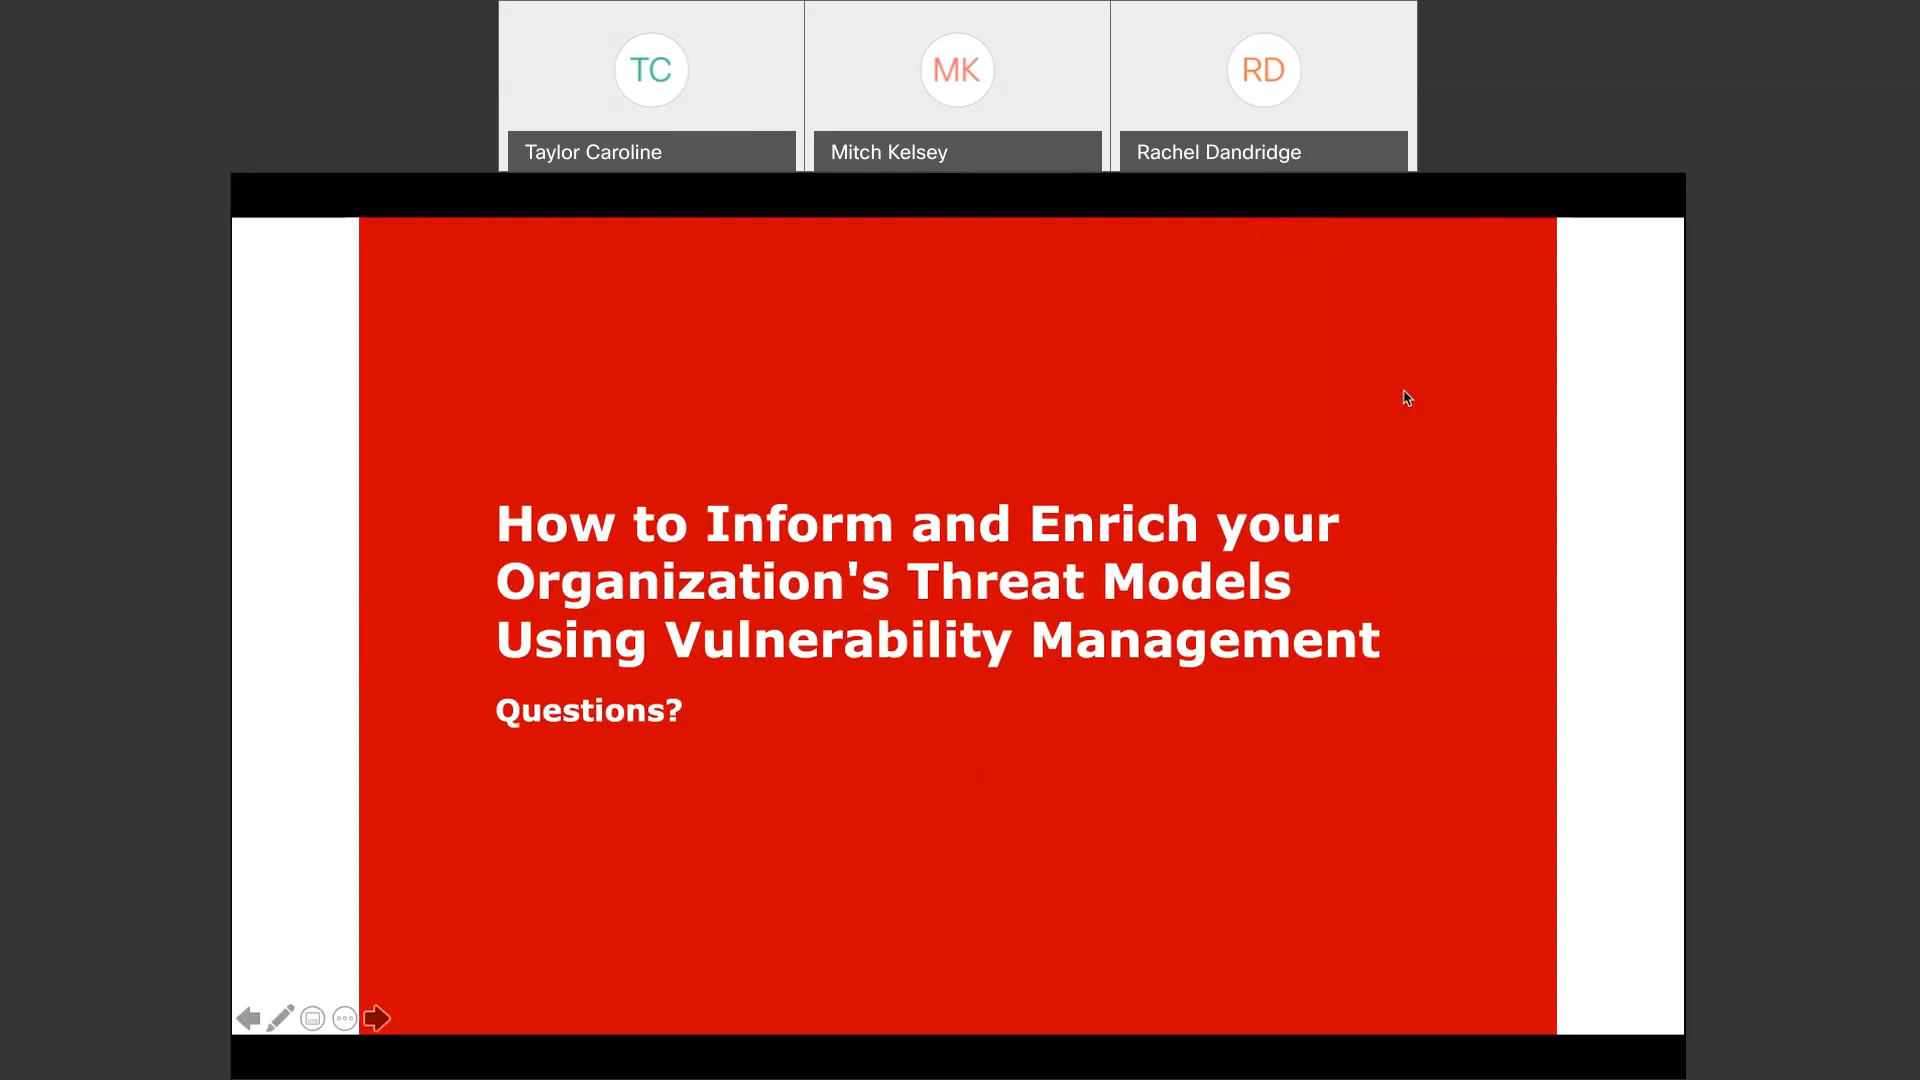 TC
MK
RD
Taylor Caroline
Mitch Kelsey
Rachel Dandridge
How to Inform and Enrich your
Organization's Threat Models
Using Vulnerability Management
Questions?